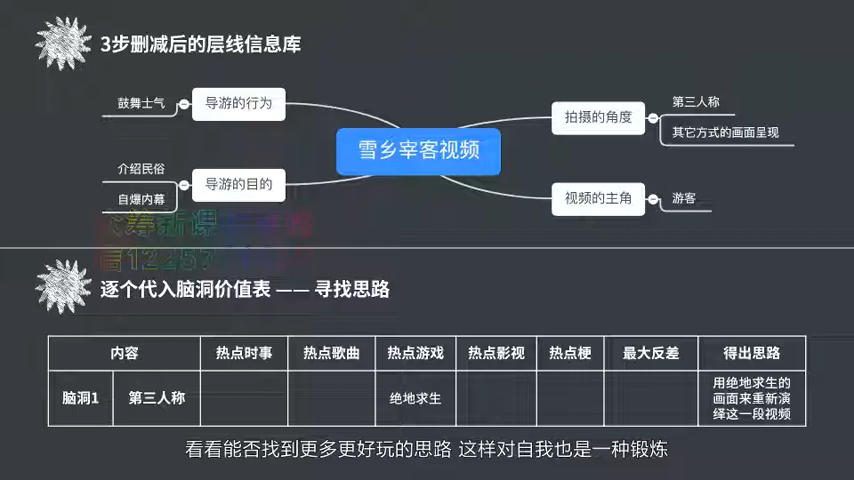 3步删减后的层线信息库
鼓舞士气
导游的行为
介绍民俗
自爆内幕
导游的目的
雪乡宰客视频
拍摄的角度
第三人称
其它方式的画面呈现
视频的主角
游客
逐个代入脑洞价值表 —— 寻找思路
内容
热点时事
热点歌曲
热点游戏
热点影视
热点梗
最大反差
得出思路
脑洞1
第三人称
绝地求生
用绝地求生的
画面来重新演
绎这一段视频
看看能否找到更多更好玩的思路 这样对自我也是一种锻炼